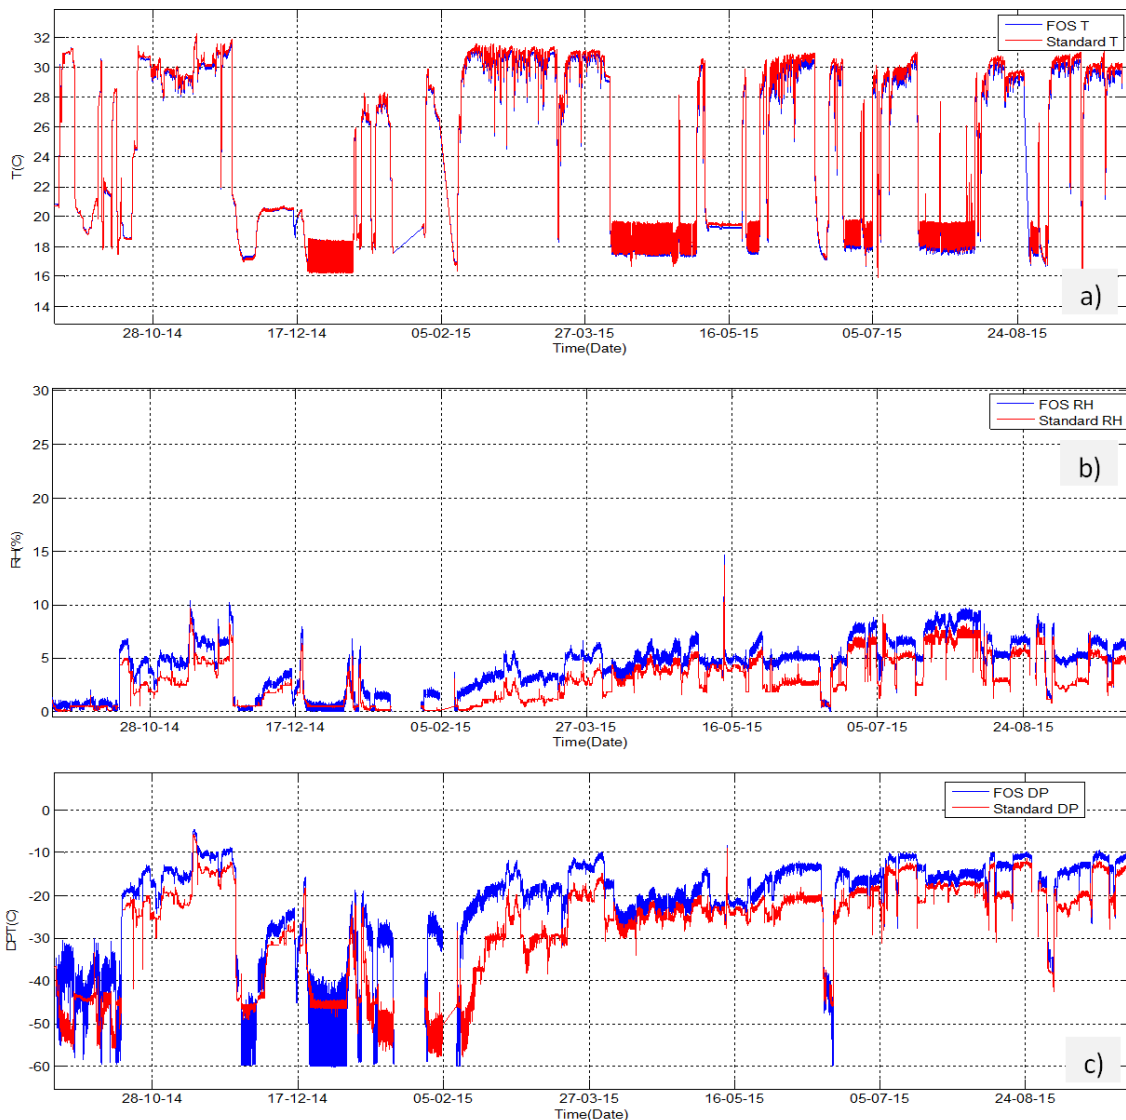 32
30
28
26
24
22
20
18
16
14
T(C)
FOS T
Standard T
a)
28-10-14 17-12-14 05-02-15 27-03-15 16-05-15 05-07-15 24-08-15
Time(Date)
30
25
20
15
10
5
0
RH(%)
FOS RH
Standard RH
b)
28-10-14 17-12-14 05-02-15 27-03-15 16-05-15 05-07-15 24-08-15
Time(Date)
0
-10
-20
-30
-40
-50
-60
DPT(C)
FOS DP
Standard DP
c)
28-10-14 17-12-14 05-02-15 27-03-15 16-05-15 05-07-15 24-08-15
Time(Date)